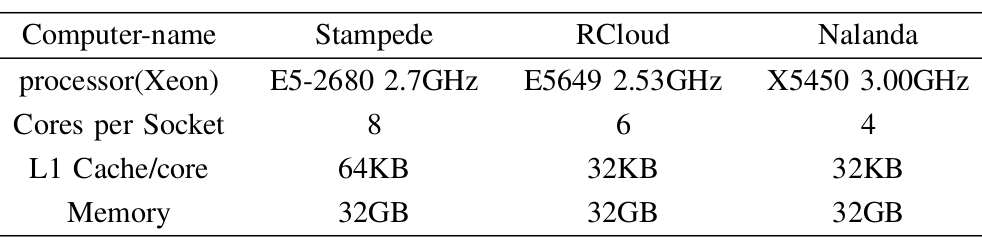 Computer-name Stampede RCloud Nalanda
processor(Xeon) E5-2680 2.7GHz E5649 2.53GHz X5450 3.00GHz
Cores per Socket 8 6 4
L1 Cache/core 64KB 32KB 32KB
Memory 32GB 32GB 32GB